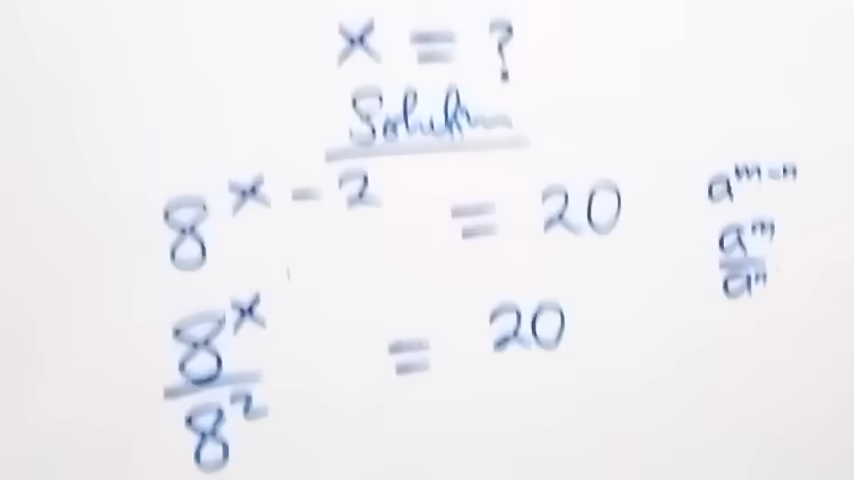 x = ?
Solution
8^x-2 = 20
a^m-n
a^m
a^n
8^x
8^2
= 20